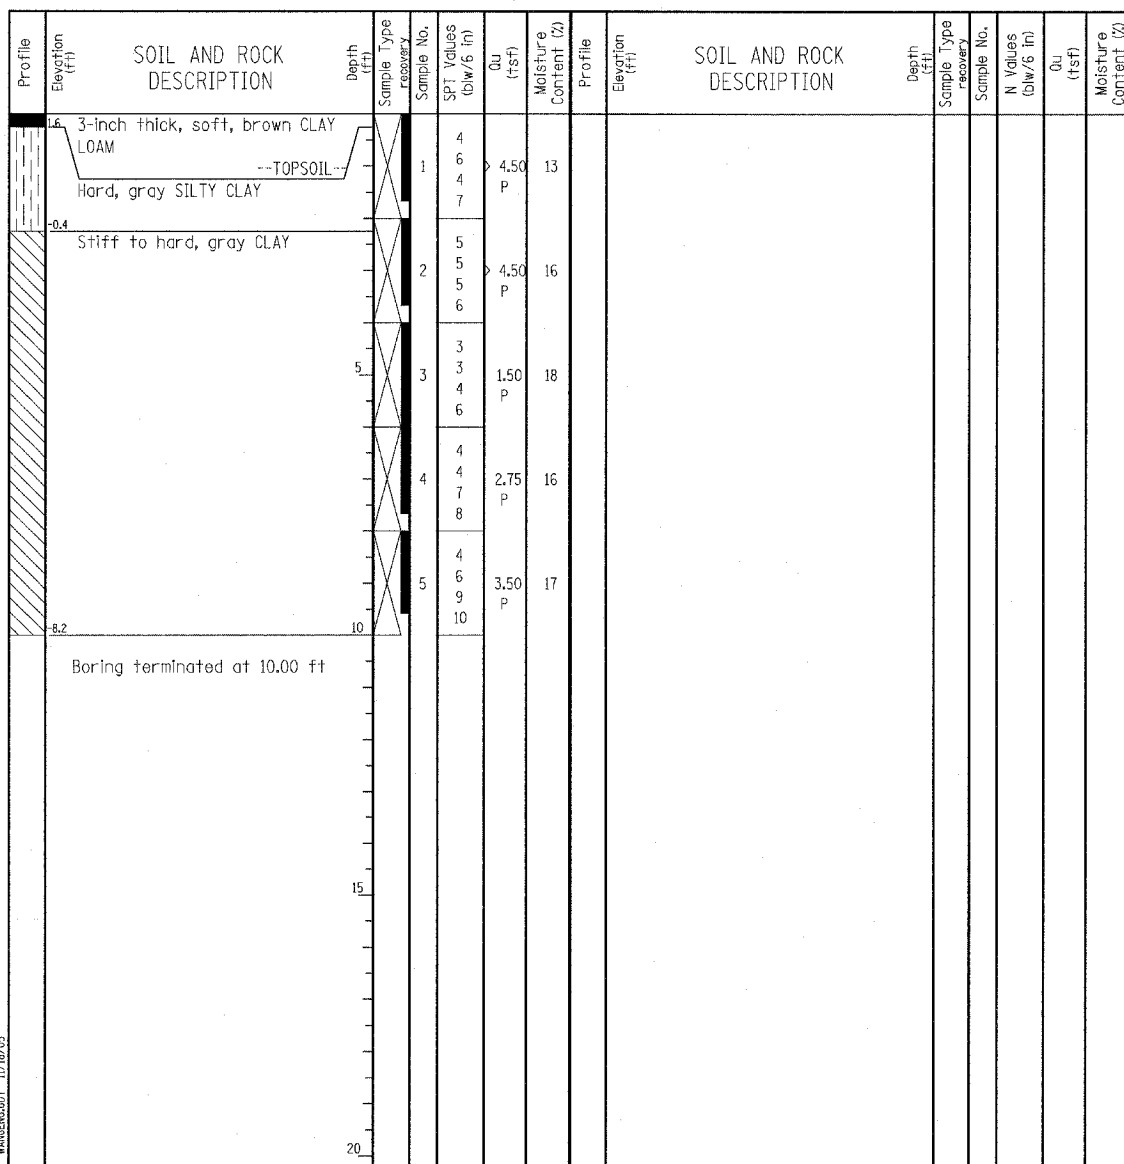 Profile
Elevation
(ft)
SOIL AND ROCK
DESCRIPTION
Depth
(ft)
Sample Type
recovery
Sample No.
SPT Values
(blw/6 in)
Qu
(tsf)
Moisture
Content (%)
Profile
Elevation
(ft)
SOIL AND ROCK
DESCRIPTION
Depth
(ft)
Sample Type
recovery
Sample No.
N Values
(blw/6 in)
Qu
(tsf)
Moisture
Content (%)
1.6
3-inch thick, soft, brown CLAY
LOAM
--TOPSOIL--
Hard, gray SILTY CLAY
1
4
6
4
7
> 4.50
P
13
-0.4
Stiff to hard, gray CLAY
2
5
5
5
6
> 4.50
P
16
5
3
3
3
4
6
1.50
P
18
4
4
4
7
8
2.75
P
16
5
4
6
9
10
3.50
P
17
-8.2
10
Boring terminated at 10.00 ft
15
20